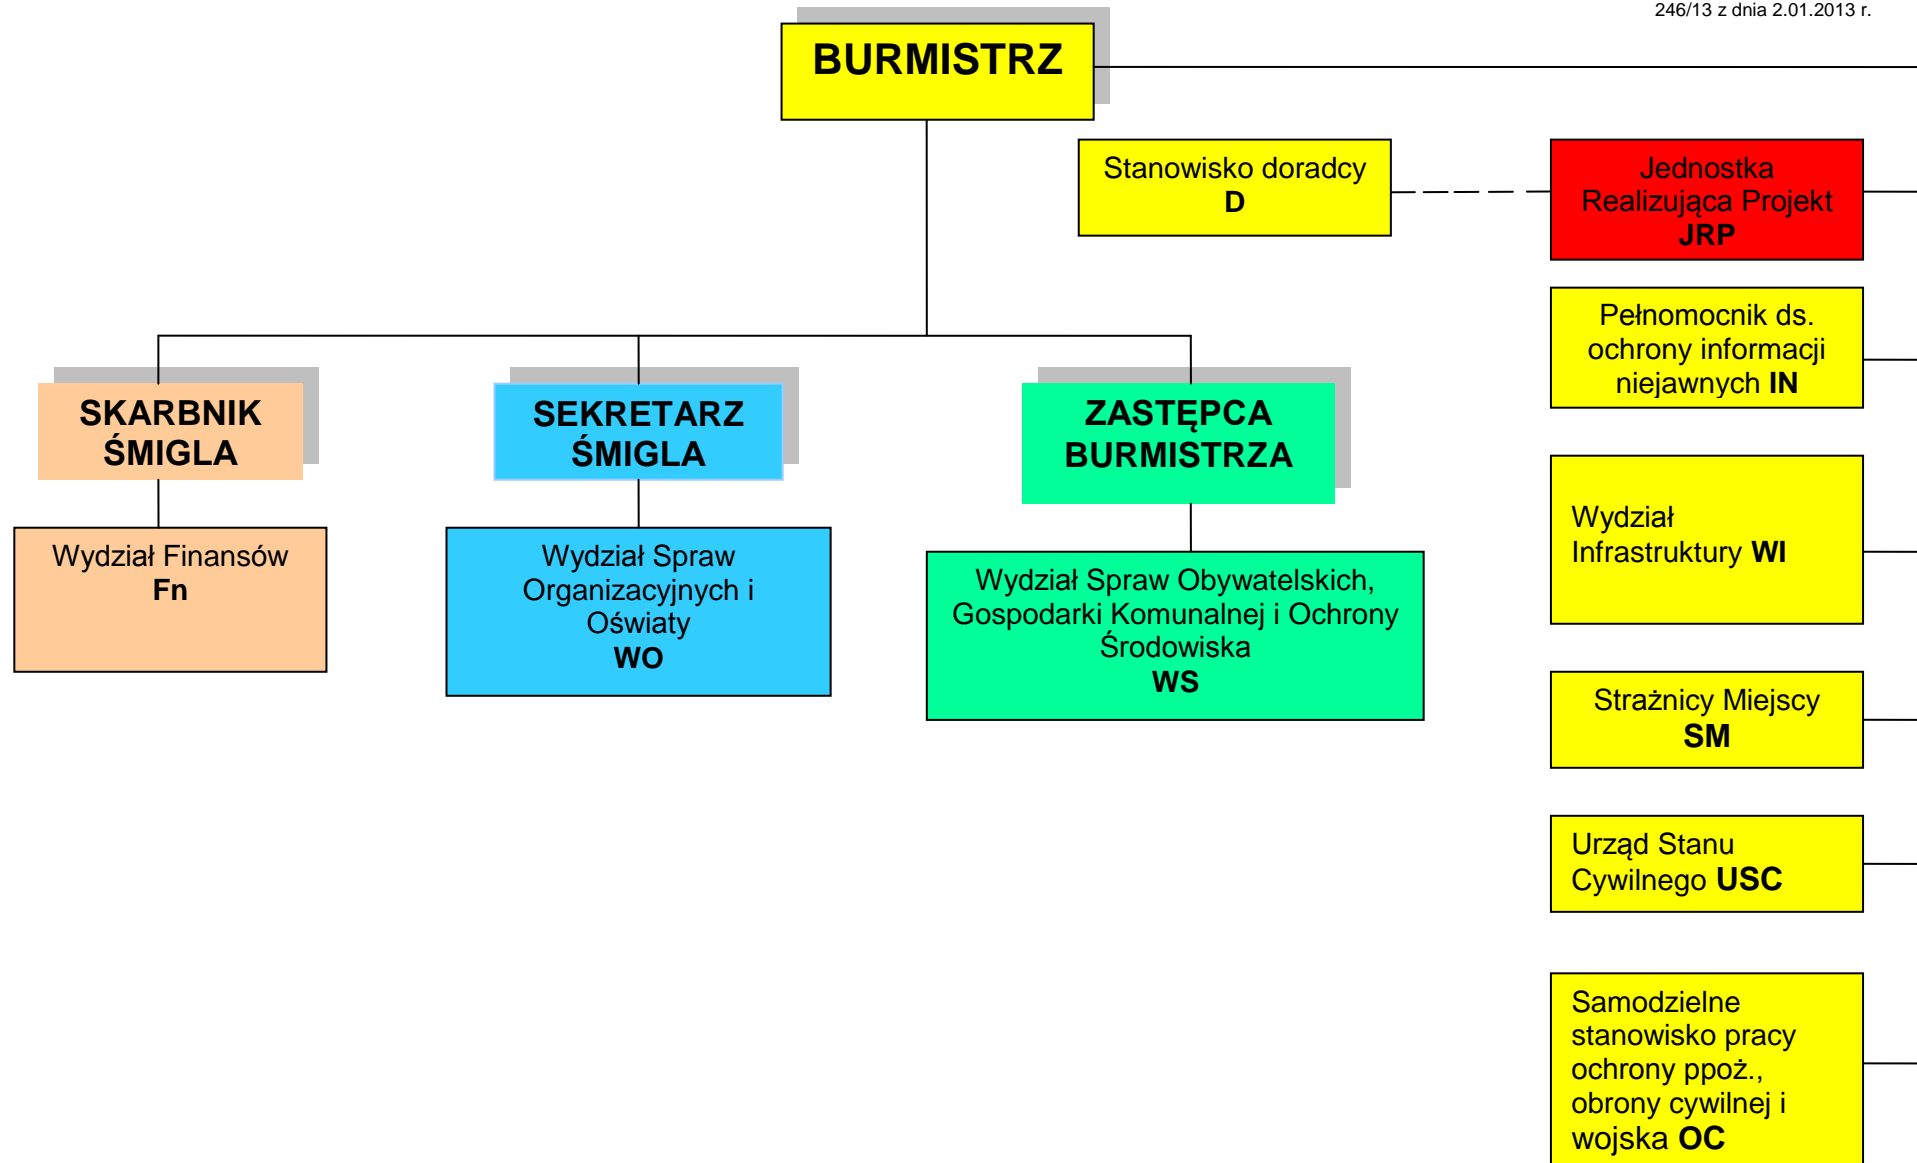 246/13 z dnia 2.01.2013 r.
BURMISTRZ
Stanowisko doradcy
D
Jednostka
Realizująca Projekt
JRP
Pełnomocnik ds.
ochrony informacji
niejawnych IN
SKARBNIK
ŚMIGLA
SEKRETARZ
ŚMIGLA
ZASTĘPCA
BURMISTRZA
Wydział
Infrastruktury WI
Wydział Finansów
Fn
Wydział Spraw
Organizacyjnych i
Oświaty
WO
Wydział Spraw Obywatelskich,
Gospodarki Komunalnej i Ochrony
Środowiska
WS
Strażnicy Miejscy
SM
Urząd Stanu
Cywilnego USC
Samodzielne
stanowisko pracy
ochrony ppoż.,
obrony cywilnej i
wojska OC